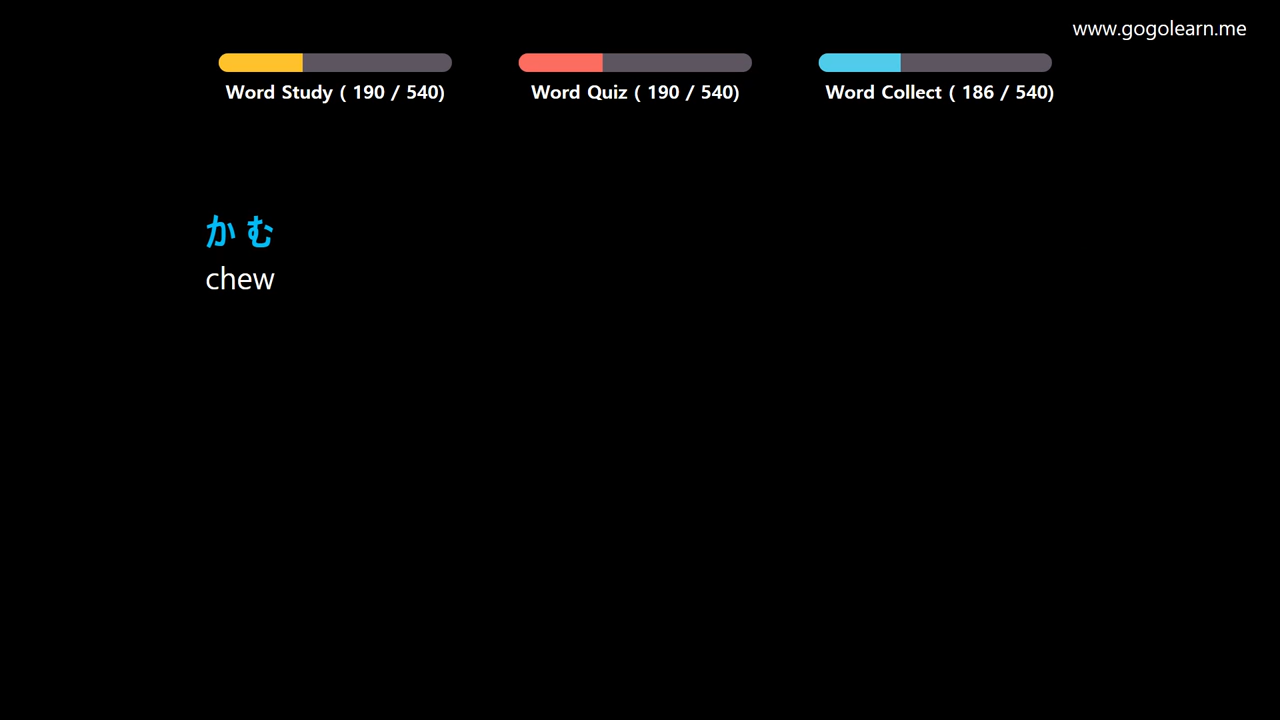 www.gogolearn.me
Word Study ( 190 / 540)
Word Quiz ( 190 / 540)
Word Collect ( 186 / 540)
か む
chew